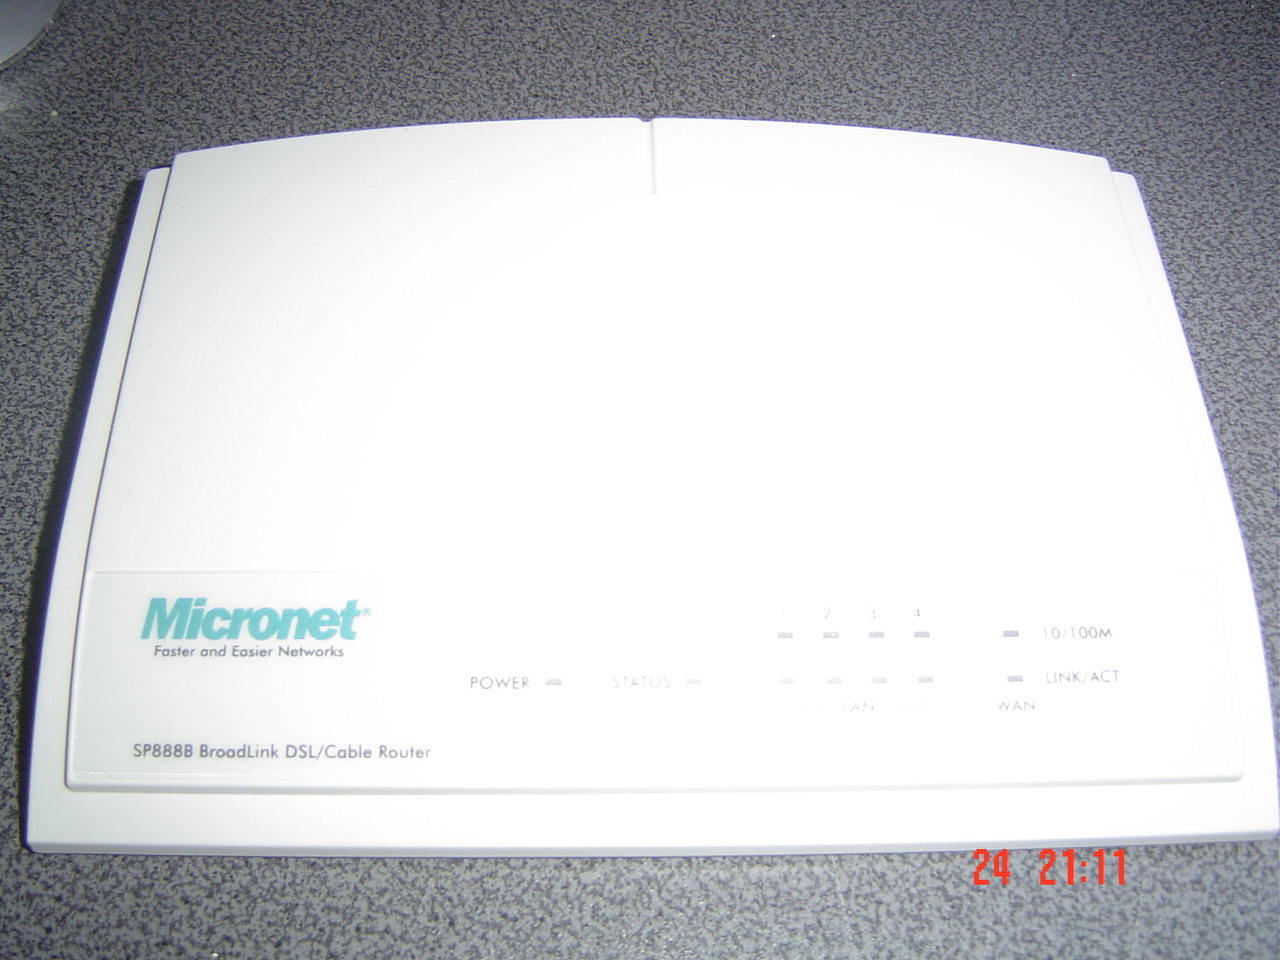 Micronet®
Faster and Easier Networks
1 2 3 4
10/100M
POWER STATUS LINK/ACT
LAN WAN
SP888B BroadLink DSL/Cable Router
24 21:11